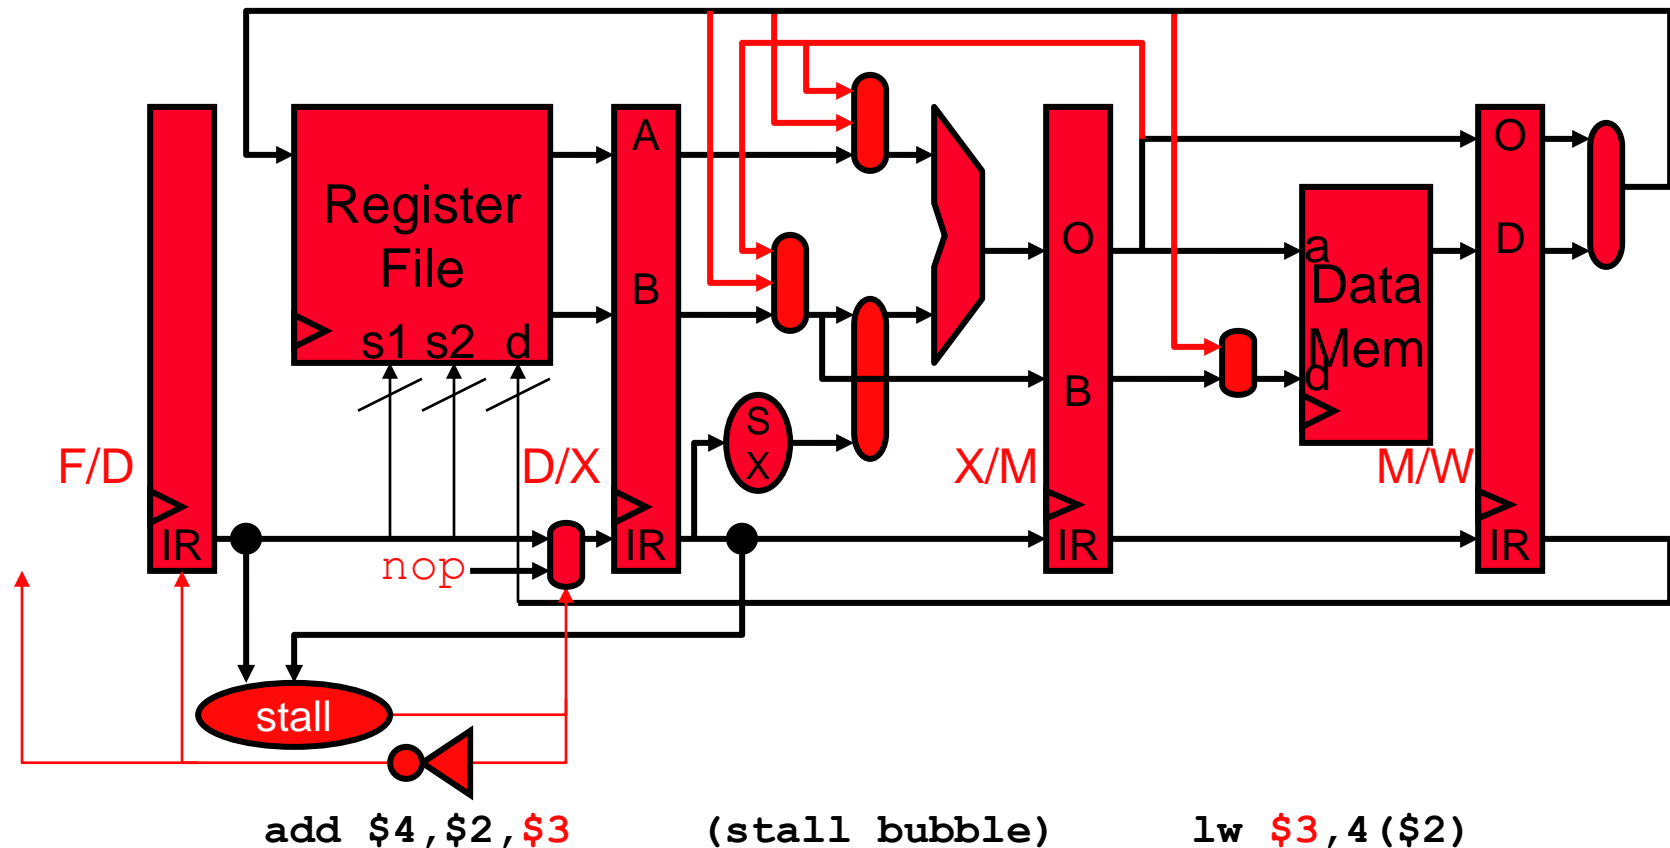 A
O
Register
File
O
D
a
B
Data
Mem
s1 s2 d
d
B
S
X
F/D
D/X
X/M
M/W
IR
IR
IR
IR
nop
stall
add $4,$2,$3 (stall bubble) lw $3,4($2)